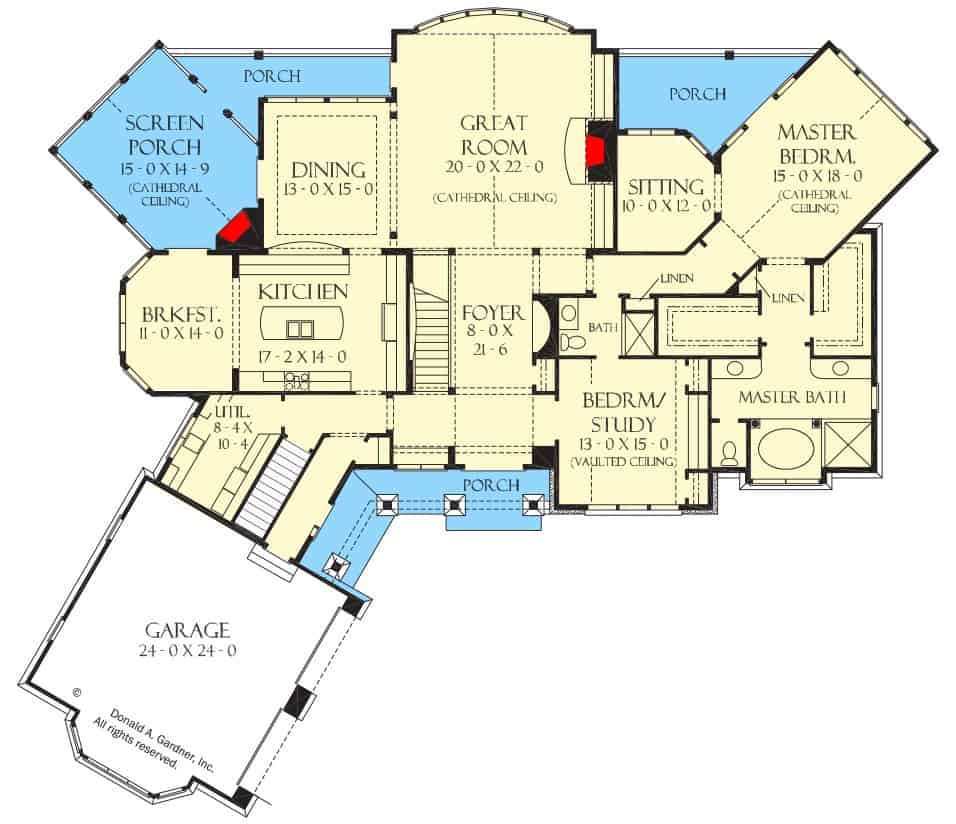 PORCH
SCREEN
PORCH
15 - 0 X 14 - 9
(CATHEDRAL
CEILING)
DINING
13 - 0 X 15 - 0
GREAT
ROOM
20 - 0 X 22 - 0
(CATHEDRAL CEILING)
PORCH
SITTING
10 - 0 X 12 - 0
MASTER
BEDRM.
15 - 0 X 18 - 0
(CATHEDRAL
CEILING)
BRKFST.
11 - 0 X 14 - 0
KITCHEN
17 - 2 X 14 - 0
FOYER
8 - 0 X
21 - 6
BATH
LINEN
LINEN
MASTER BATH
UTIL.
8 - 4 X
10 - 4
BEDRM/
STUDY
13 - 0 X 15 - 0
(VAULTED CEILING)
PORCH
GARAGE
24 - 0 X 24 - 0
©
Donald A. Gardner, Inc.
All rights reserved.